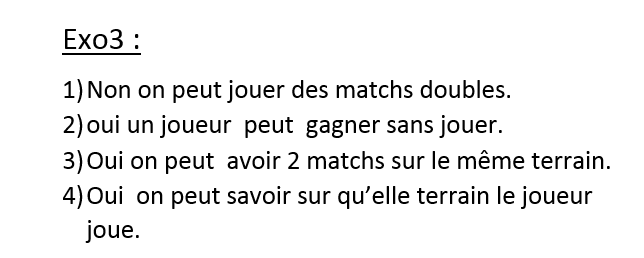 Exo3 :
1) Non on peut jouer des matchs doubles.
2) oui un joueur peut gagner sans jouer.
3) Oui on peut avoir 2 matchs sur le même terrain.
4) Oui on peut savoir sur qu’elle terrain le joueur
joue.